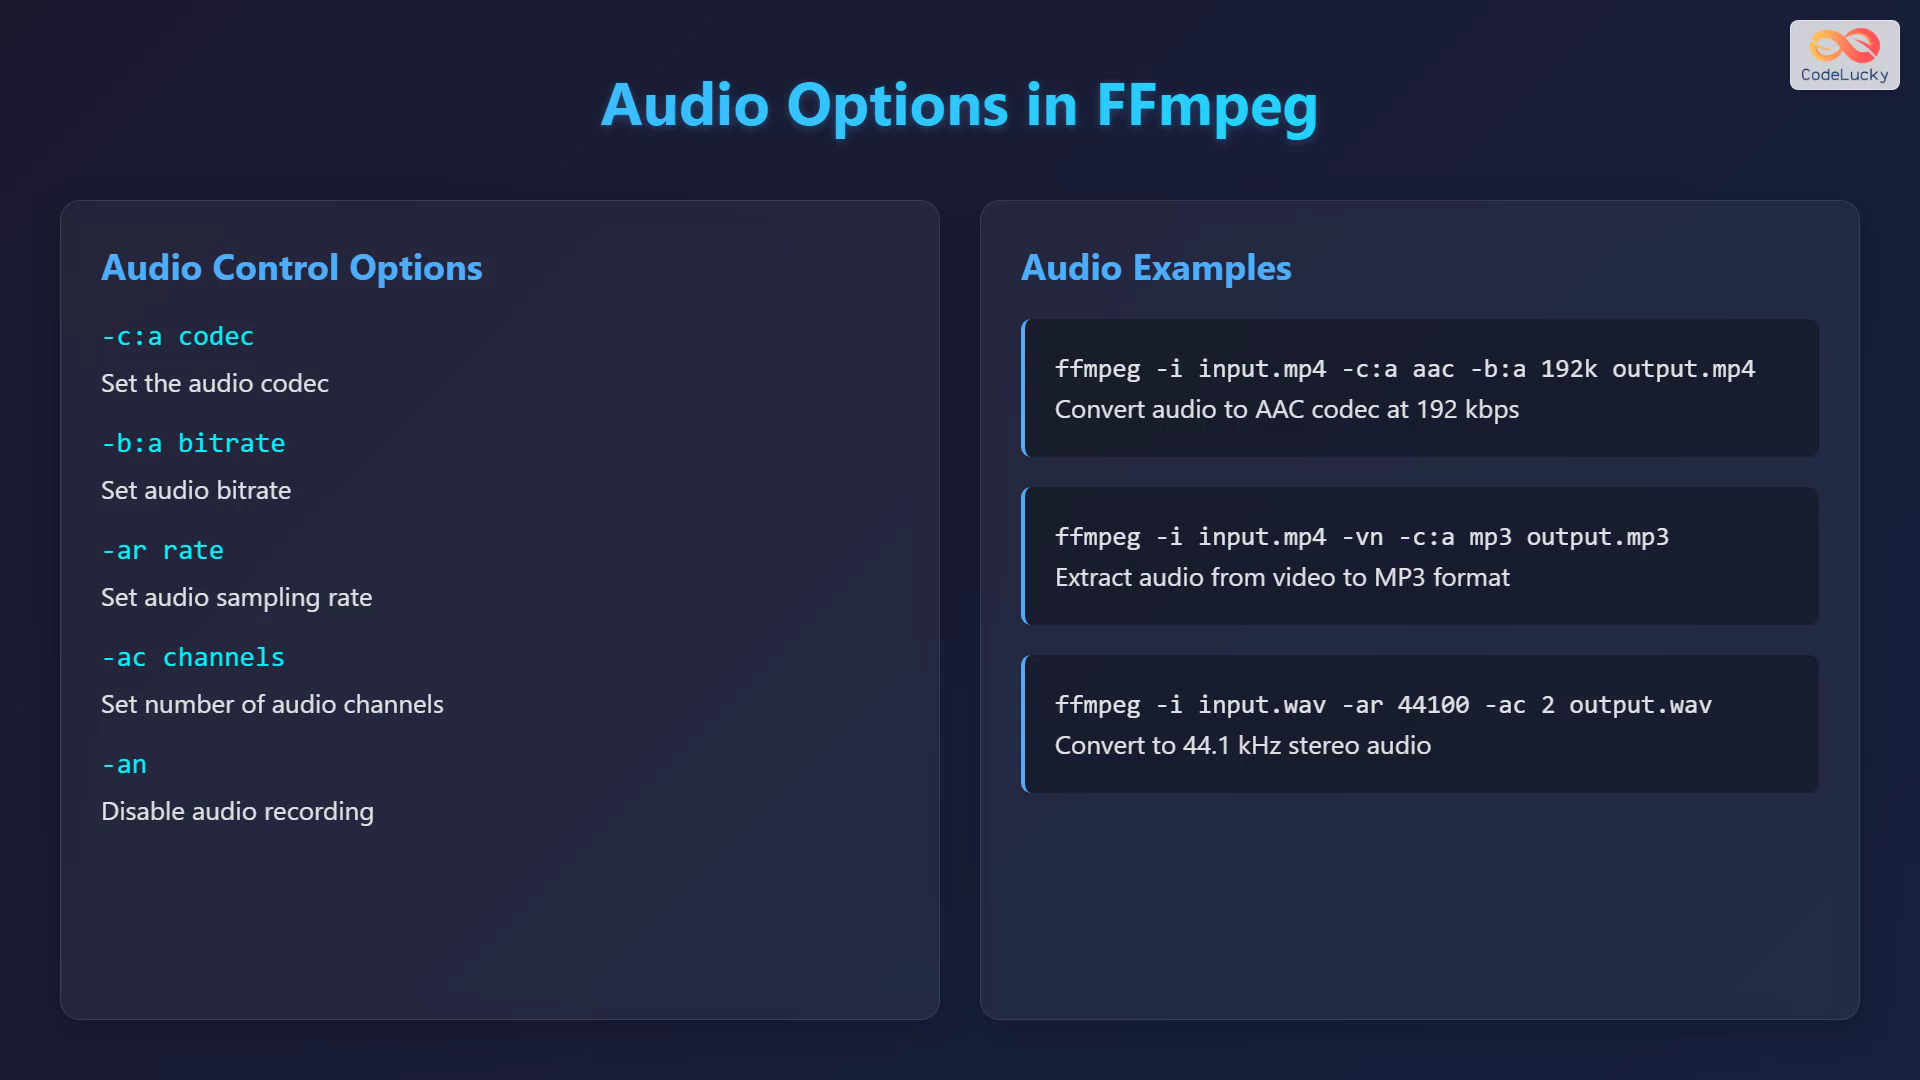 CodeLucky
Audio Options in FFmpeg
Audio Control Options
-c:a codec
Set the audio codec
-b:a bitrate
Set audio bitrate
-ar rate
Set audio sampling rate
-ac channels
Set number of audio channels
-an
Disable audio recording
Audio Examples
ffmpeg -i input.mp4 -c:a aac -b:a 192k output.mp4
Convert audio to AAC codec at 192 kbps
ffmpeg -i input.mp4 -vn -c:a mp3 output.mp3
Extract audio from video to MP3 format
ffmpeg -i input.wav -ar 44100 -ac 2 output.wav
Convert to 44.1 kHz stereo audio